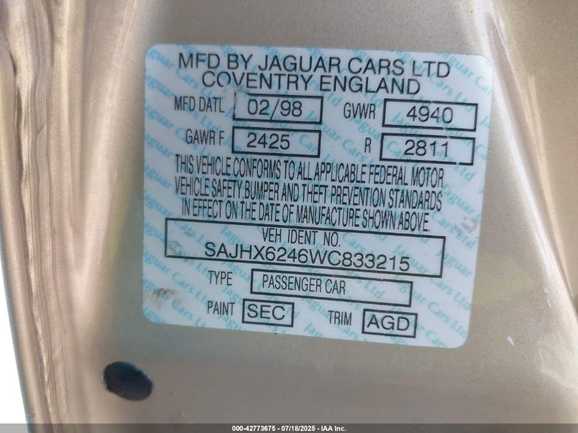 MFD BY JAGUAR CARS LTD
COVENTRY ENGLAND
MFD DATE 02/98 GVWR 4940
GAWR F 2425 R 2811
THIS VEHICLE CONFORMS TO ALL APPLICABLE FEDERAL MOTOR
VEHICLE SAFETY BUMPER AND THEFT PREVENTION STANDARDS
IN EFFECT ON THE DATE OF MANUFACTURE SHOWN ABOVE.
VEH IDENT NO.
SAJHX6246WC833215
TYPE PASSENGER CAR
PAINT SEC TRIM AGD
000-42773675 - 07/18/2025 - IAA Inc.